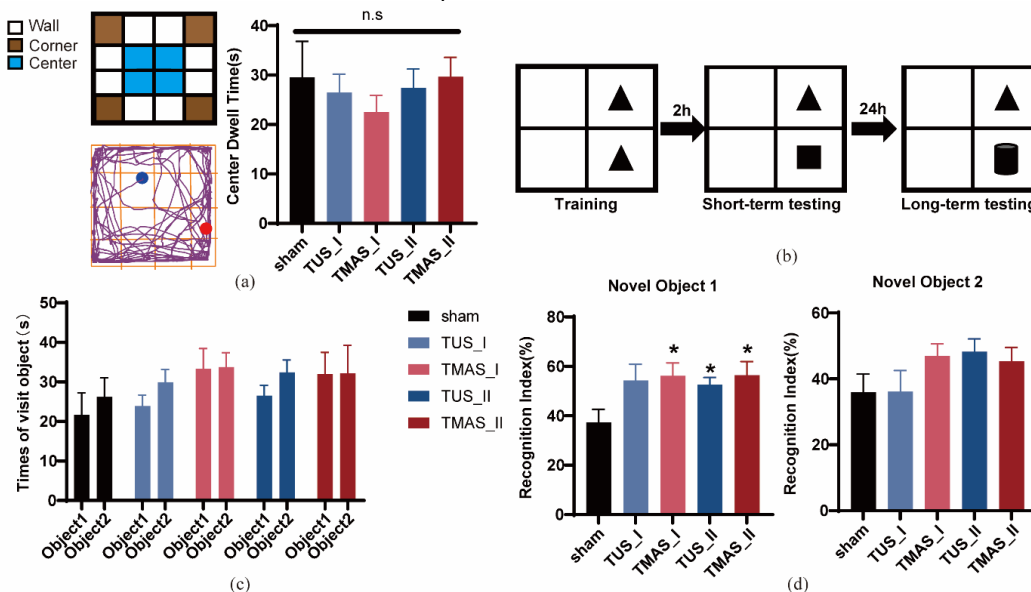 Wall
Corner
Center
n.s
Center Dwell Time(s)
40
30
20
10
0
sham
TUS_I
TMAS_I
TUS_II
TMAS_II
(a)
2h
24h
Training
Short-term testing
Long-term testing
(b)
Times of visit object (s)
50
40
30
20
10
0
Object1
Object2
Object1
Object2
Object1
Object2
Object1
Object2
Object1
Object2
sham
TUS_I
TMAS_I
TUS_II
TMAS_II
(c)
Novel Object 1
Recognition Index(%)
80
60
40
20
0
*
*
*
sham
TUS_I
TMAS_I
TUS_II
TMAS_II
Novel Object 2
Recognition Index(%)
60
40
20
0
sham
TUS_I
TMAS_I
TUS_II
TMAS_II
(d)